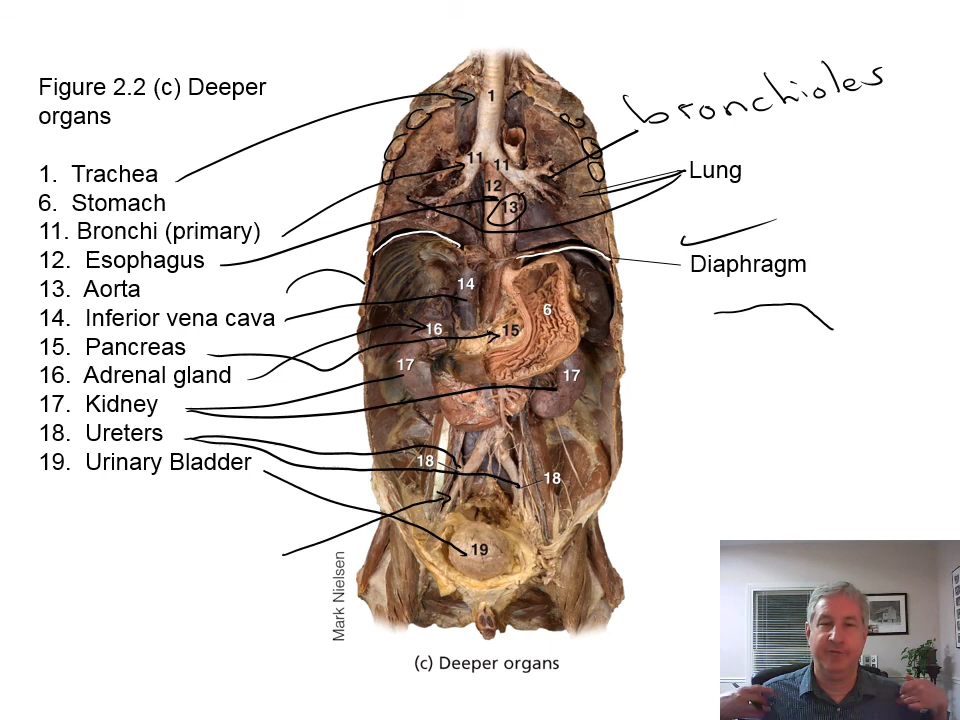 Figure 2.2 (c) Deeper
organs
1. Trachea
6. Stomach
11. Bronchi (primary)
12. Esophagus
13. Aorta
14. Inferior vena cava
15. Pancreas
16. Adrenal gland
17. Kidney
18. Ureters
19. Urinary Bladder
bronchioles
Lung
Diaphragm
1
11 11
12
13
14
6
16
15
17
17
18
18
19
Mark Nielsen
(c) Deeper organs